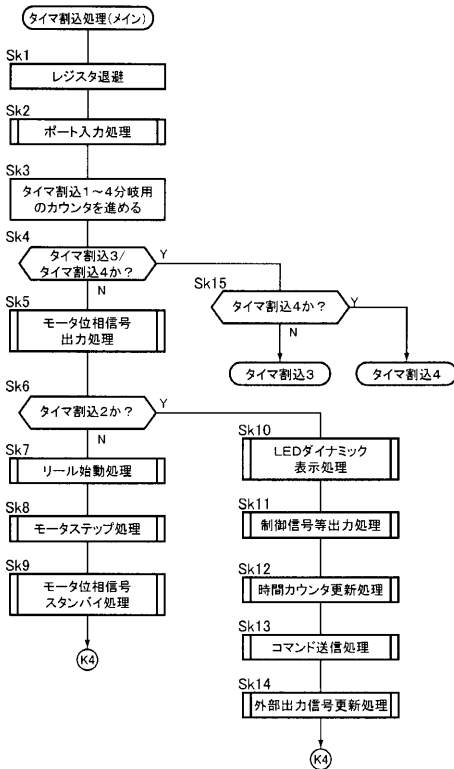 タイマ割込処理(メイン)
Sk1
レジスタ退避
Sk2
ポート入力処理
Sk3
タイマ割込1～4分岐用
のカウンタを進める
Sk4
タイマ割込3/
タイマ割込4か？
Y
N
Sk15
タイマ割込4か？
Y
N
タイマ割込3
タイマ割込4
Sk5
モータ位相信号
出力処理
Sk6
タイマ割込2か？
Y
N
Sk7
リール始動処理
Sk8
モータステップ処理
Sk9
モータ位相信号
スタンバイ処理
K4
Sk10
LEDダイナミック
表示処理
Sk11
制御信号等出力処理
Sk12
時間カウンタ更新処理
Sk13
コマンド送信処理
Sk14
外部出力信号更新処理
K4